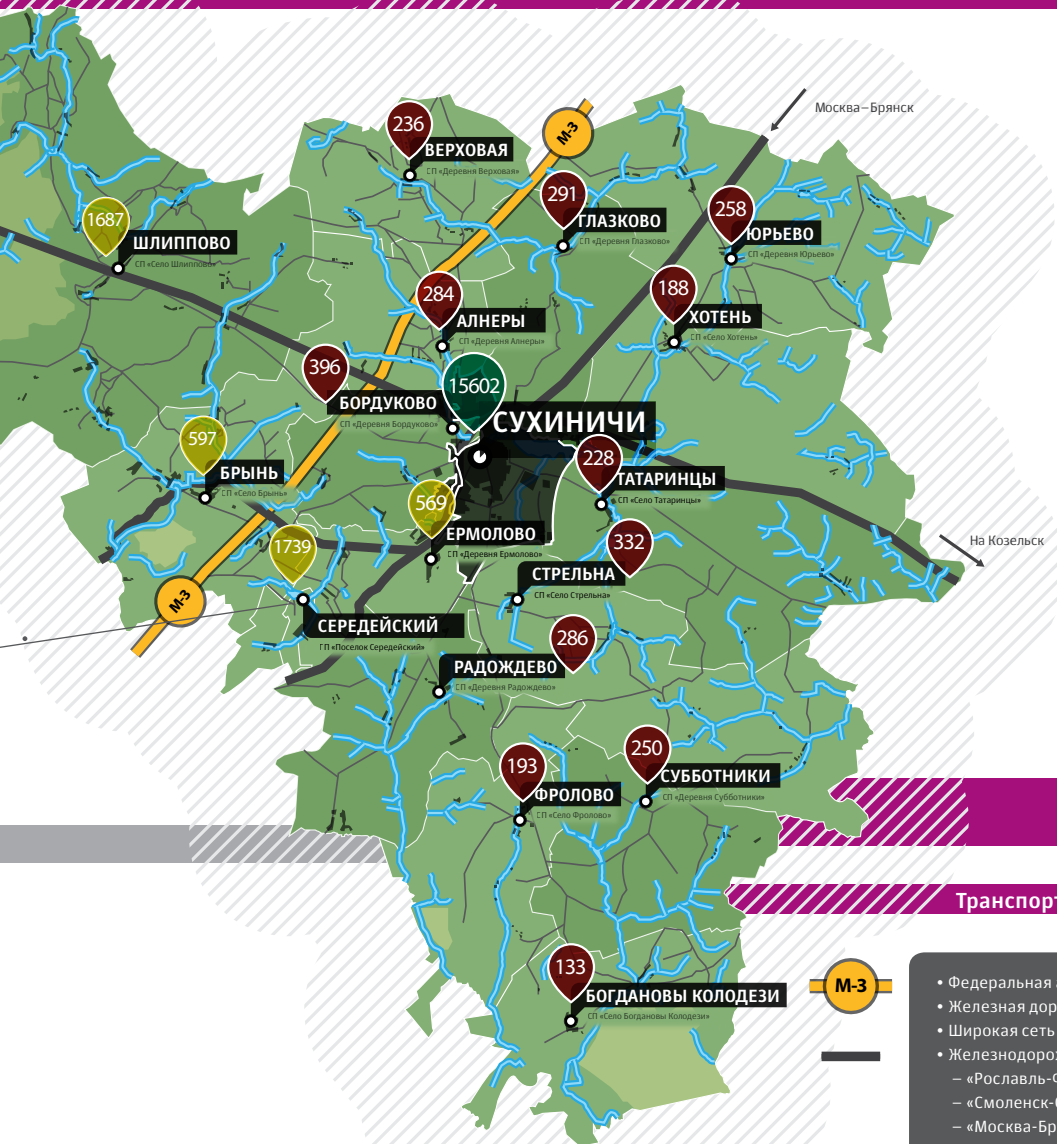 Москва–Брянск
М-3
236
ВЕРХОВАЯ
СП «Деревня Верховая»
291
ГЛАЗКОВО
СП «Деревня Глазково»
258
ЮРЬЕВО
СП «Деревня Юрьево»
1687
ШЛИППОВО
СП «Село Шлиппово»
284
АЛНЕРЫ
СП «Деревня Алнеры»
188
ХОТЕНЬ
СП «Село Хотень»
396
БОРДУКОВО
СП «Деревня Бордуково»
15602
СУХИНИЧИ
597
БРЫНЬ
СП «Село Брынь»
228
ТАТАРИНЦЫ
СП «Село Татаринцы»
569
ЕРМОЛОВО
СП «Деревня Ермолово»
На Козельск
332
СТРЕЛЬНА
СП «Село Стрельна»
1739
СЕРЕДЕЙСКИЙ
ГП «Поселок Середейский»
М-3
286
РАДОЖДЕВО
СП «Деревня Радождево»
193
ФРОЛОВО
СП «Село Фролово»
250
СУББОТНИКИ
СП «Деревня Субботники»
133
БОГДАНОВЫ КОЛОДЕЗИ
СП «Село Богдановы Колодези»
Транспорт
М-3
• Федеральная
• Железная дор
• Широкая сеть
• Железнодорож
– «Рославль-
– «Смоленск-
– «Москва-Бр